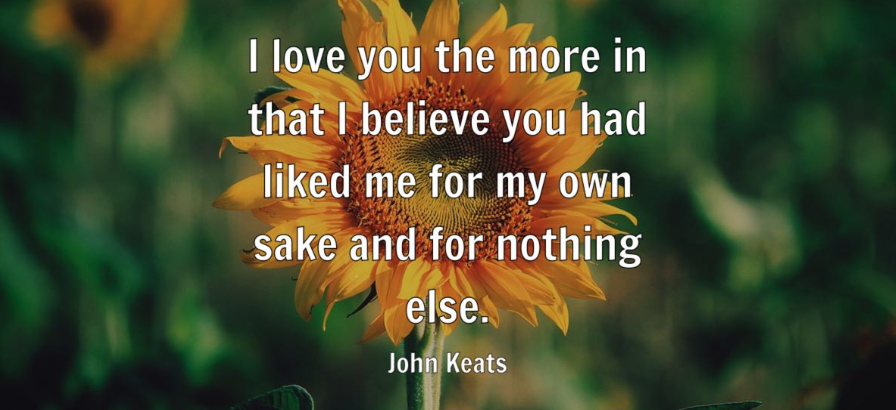 I love you the more in
that I believe you had
liked me for my own
sake and for nothing
else.
John Keats